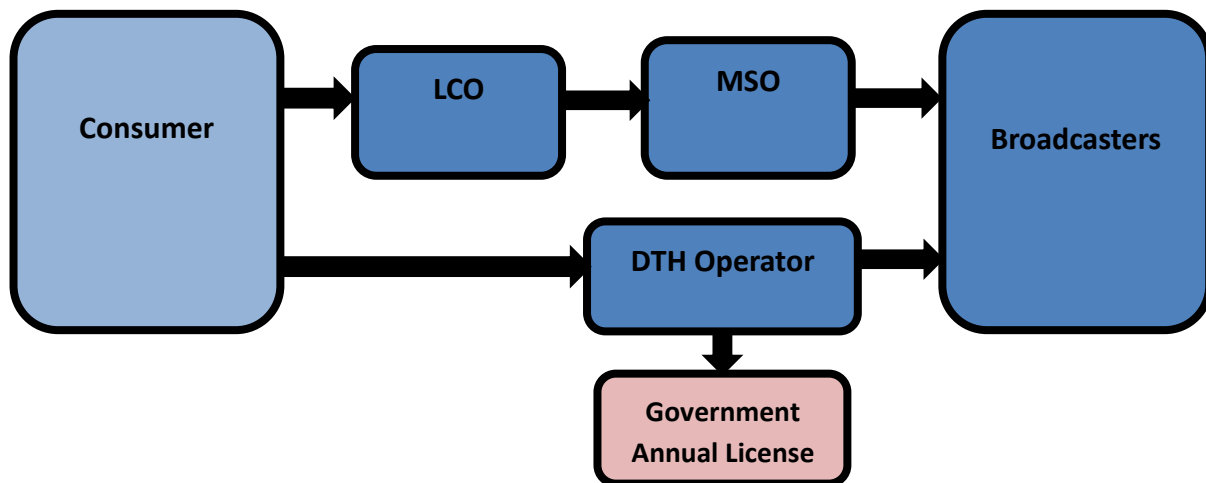 Consumer
LCO
MSO
Broadcasters
DTH Operator
Government
Annual License